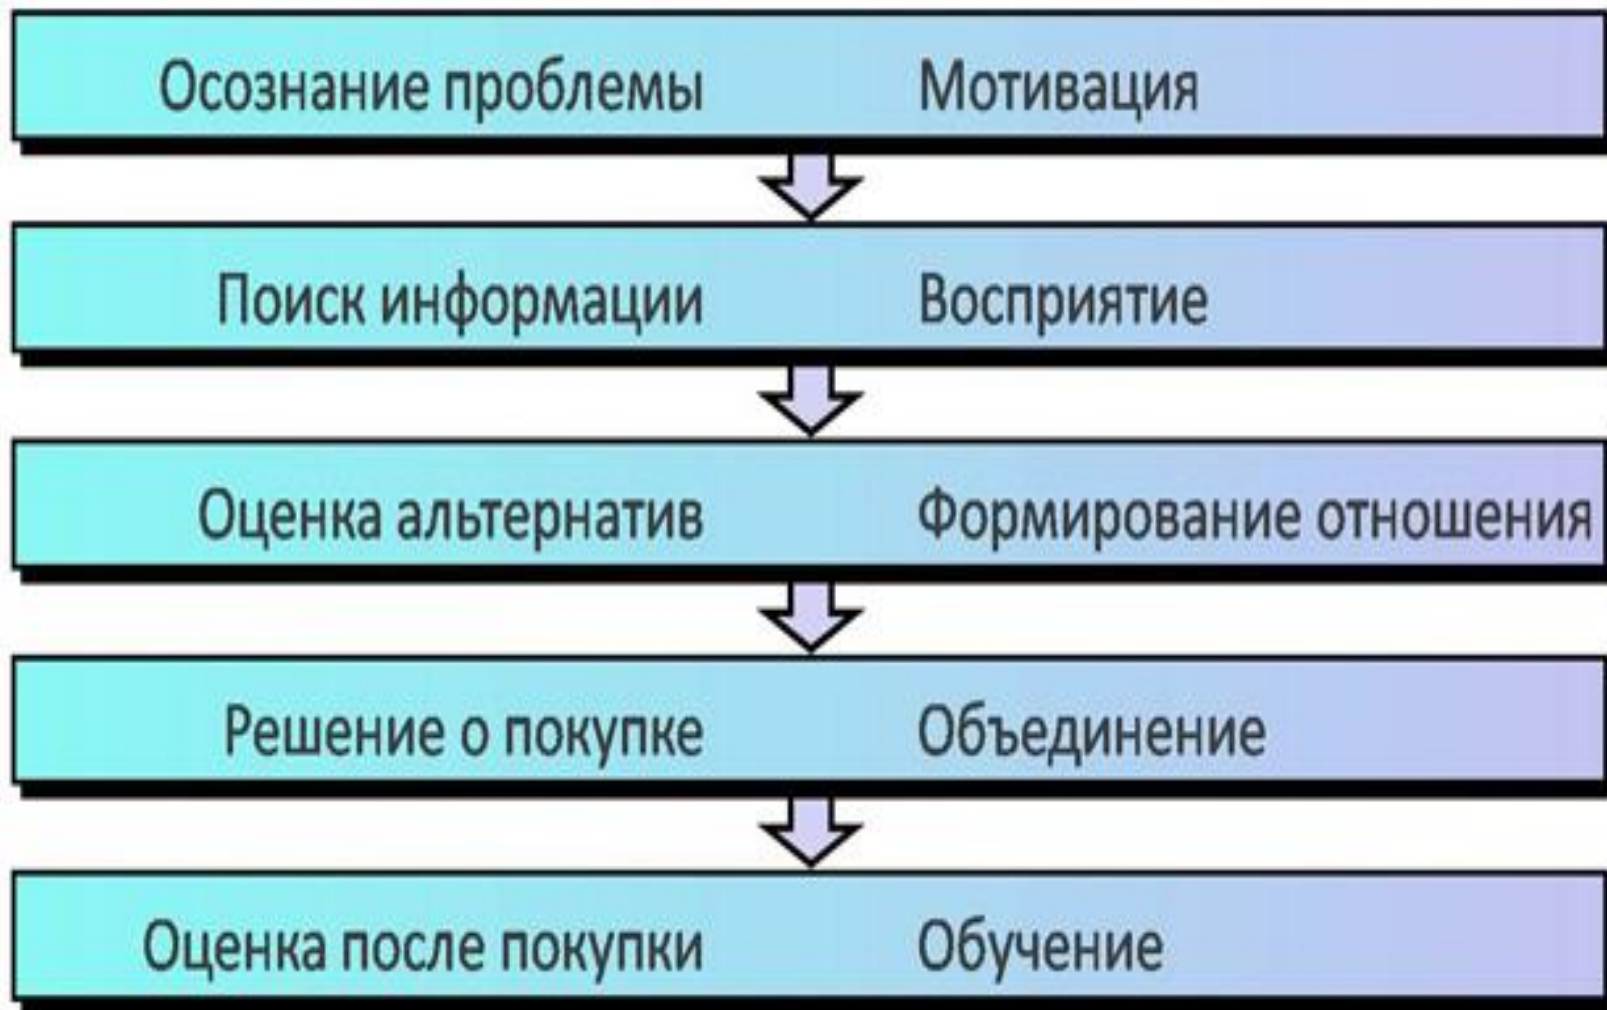 Осознание проблемы Мотивация
Поиск информации Восприятие
Оценка альтернатив Формирование отношения
Решение о покупке Объединение
Оценка после покупки Обучение